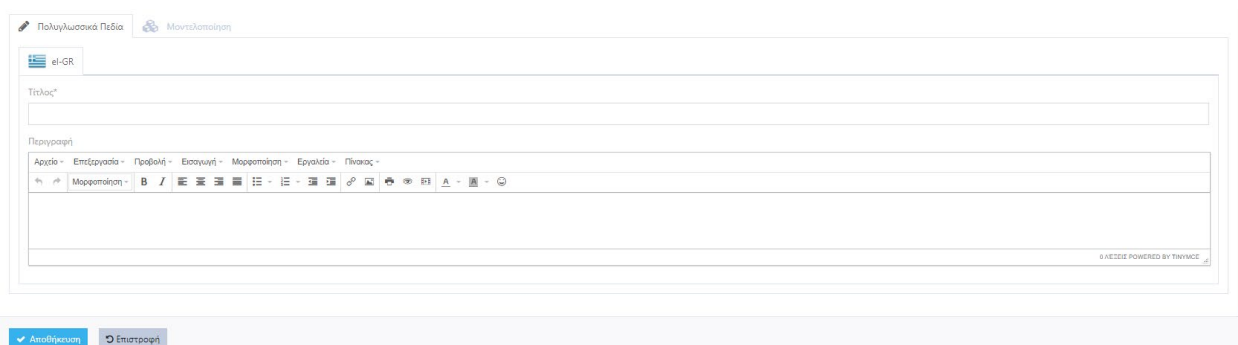 Πολυγλωσσικά Πεδία Μοντελοποίηση
el-GR
Τίτλος*
Περιγραφή
Αρχείο Επεξεργασία Προβολή Εισαγωγή Μορφοποίηση Εργαλεία Πίνακας
Μορφοποίηση B I A A
0 ΛΈΞΕΙΣ POWERED BY TINYMCE
Αποθήκευση Επιστροφή